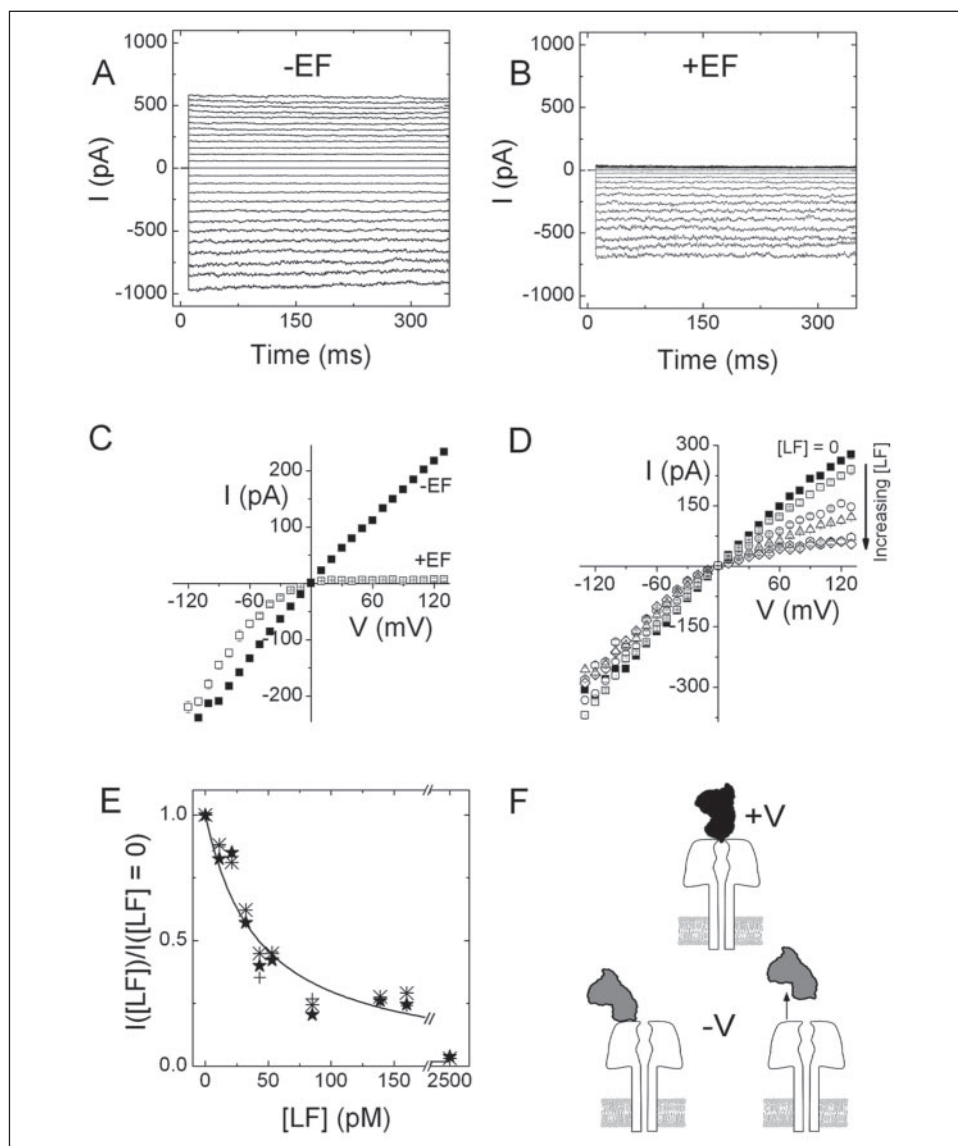 A
-EF
1000
500
0
-500
-1000
I (pA)
0
150
300
Time (ms)
B
+EF
1000
500
0
-500
-1000
I (pA)
0
150
300
Time (ms)
C
I (pA)
200
100
-EF
+EF
-120
-60
60
120
V (mV)
-100
-200
D
[LF] = 0
I (pA)
300
150
Increasing [LF]
-120
-60
60
120
V (mV)
-150
-300
E
I([LF])/I([LF] = 0)
1.0
0.5
0.0
0
50
100
150
2500
[LF] (pM)
F
+V
-V